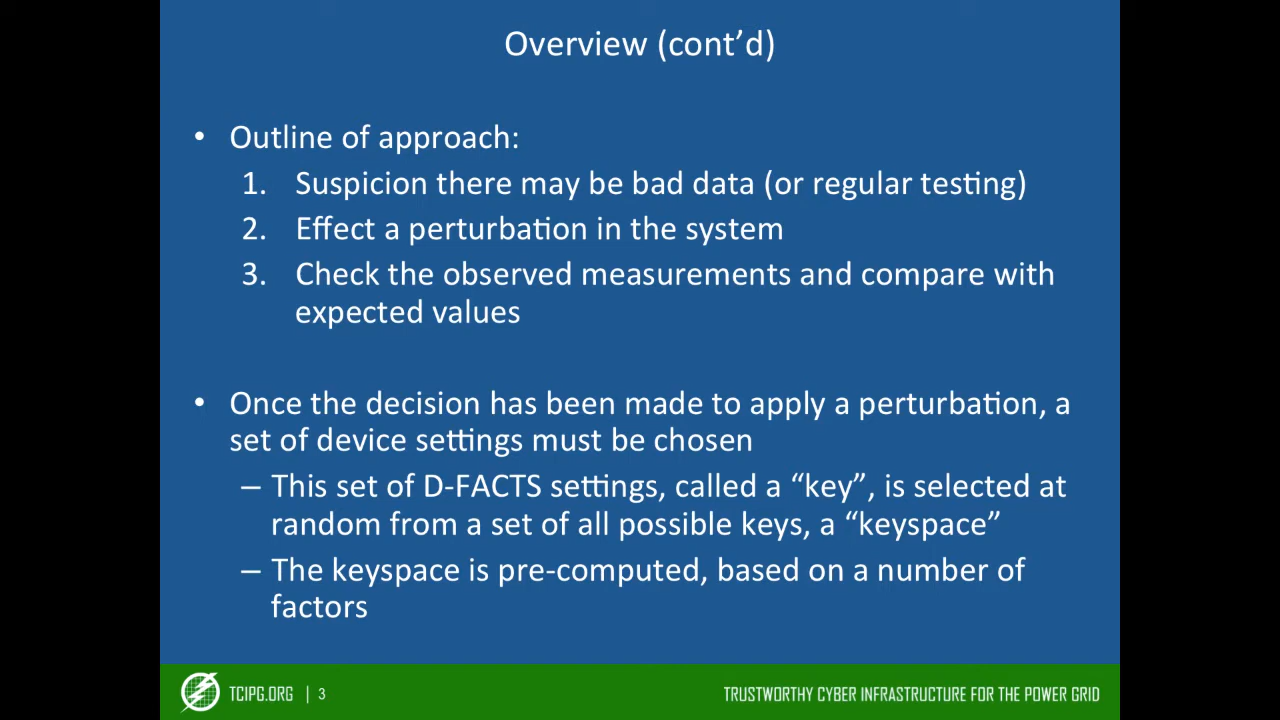 Overview (cont’d)
• Outline of approach:
1. Suspicion there may be bad data (or regular testing)
2. Effect a perturbation in the system
3. Check the observed measurements and compare with
expected values
• Once the decision has been made to apply a perturbation, a
set of device settings must be chosen
– This set of D-FACTS settings, called a “key”, is selected at
random from a set of all possible keys, a “keyspace”
– The keyspace is pre-computed, based on a number of
factors
TCIPG.ORG | 3
TRUSTWORTHY CYBER INFRASTRUCTURE FOR THE POWER GRID